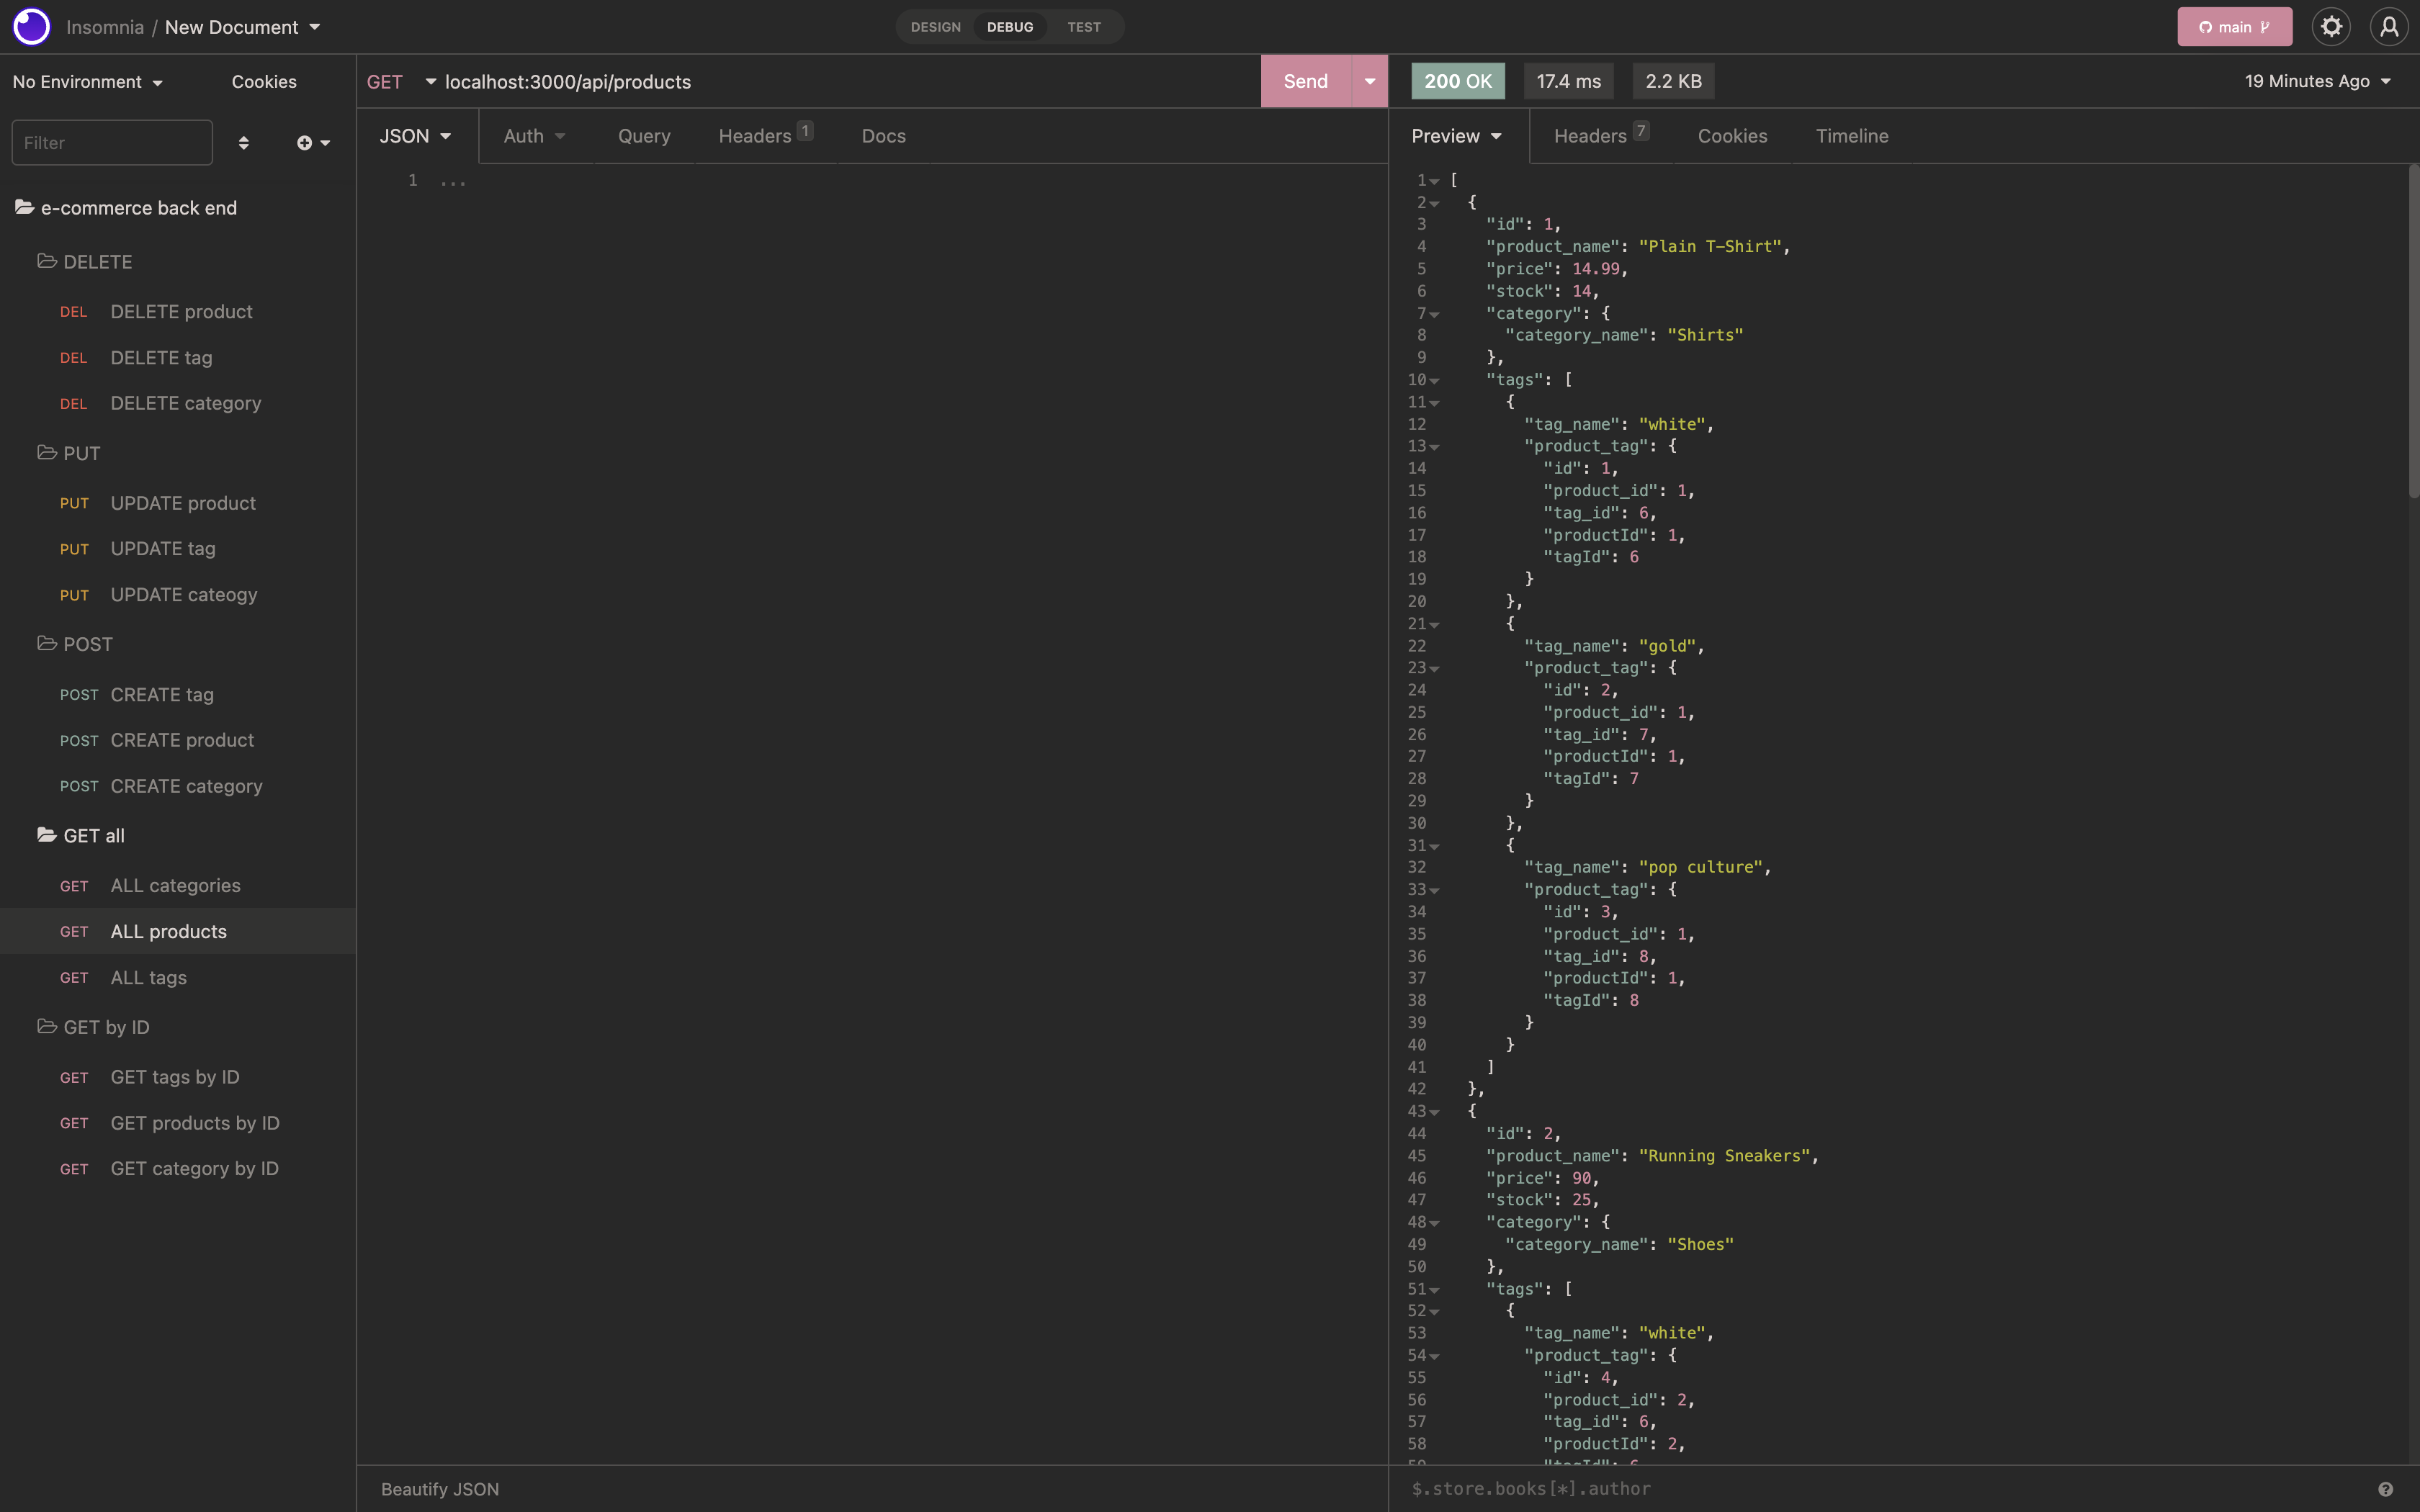 Insomnia / New Document
DESIGN DEBUG TEST
main
No Environment Cookies
GET localhost:3000/api/products Send
200 OK 17.4 ms 2.2 KB 19 Minutes Ago
Filter
JSON Auth Query Headers 1 Docs
Preview Headers 7 Cookies Timeline
e-commerce back end
DELETE
DEL DELETE product
DEL DELETE tag
DEL DELETE category
PUT
PUT UPDATE product
PUT UPDATE tag
PUT UPDATE cateogy
POST
POST CREATE tag
POST CREATE product
POST CREATE category
GET all
GET ALL categories
GET ALL products
GET ALL tags
GET by ID
GET GET tags by ID
GET GET products by ID
GET GET category by ID
1 ...
Beautify JSON
1 [
2 {
3 "id": 1,
4 "product_name": "Plain T-Shirt",
5 "price": 14.99,
6 "stock": 14,
7 "category": {
8 "category_name": "Shirts"
9 },
10 "tags": [
11 {
12 "tag_name": "white",
13 "product_tag": {
14 "id": 1,
15 "product_id": 1,
16 "tag_id": 6,
17 "productId": 1,
18 "tagId": 6
19 }
20 },
21 {
22 "tag_name": "gold",
23 "product_tag": {
24 "id": 2,
25 "product_id": 1,
26 "tag_id": 7,
27 "productId": 1,
28 "tagId": 7
29 }
30 },
31 {
32 "tag_name": "pop culture",
33 "product_tag": {
34 "id": 3,
35 "product_id": 1,
36 "tag_id": 8,
37 "productId": 1,
38 "tagId": 8
39 }
40 }
41 ]
42 },
43 {
44 "id": 2,
45 "product_name": "Running Sneakers",
46 "price": 90,
47 "stock": 25,
48 "category": {
49 "category_name": "Shoes"
50 },
51 "tags": [
52 {
53 "tag_name": "white",
54 "product_tag": {
55 "id": 4,
56 "product_id": 2,
57 "tag_id": 6,
58 "productId": 2,
$.store.books[*].author